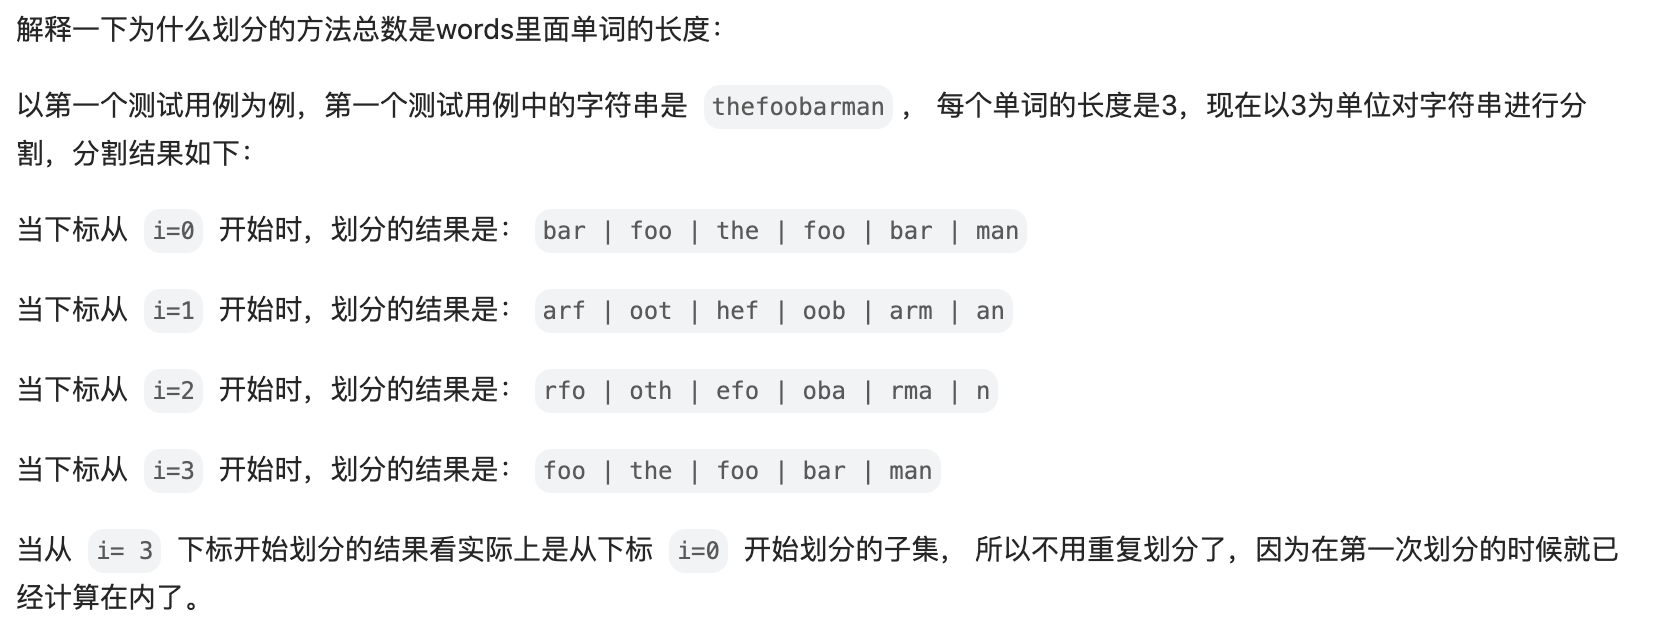 解释一下为什么划分的方法总数是words里面单词的长度：
以第一个测试用例为例，第一个测试用例中的字符串是 thefoobarman ， 每个单词的长度是3，现在以3为单位对字符串进行分
割，分割结果如下：
当下标从 i=0 开始时，划分的结果是： bar | foo | the | foo | bar | man
当下标从 i=1 开始时，划分的结果是： arf | oot | hef | oob | arm | an
当下标从 i=2 开始时，划分的结果是： rfo | oth | efo | oba | rma | n
当下标从 i=3 开始时，划分的结果是： foo | the | foo | bar | man
当从 i= 3 下标开始划分的结果看实际上是从下标 i=0 开始划分的子集， 所以不用重复划分了，因为在第一次划分的时候就已
经计算在内了。